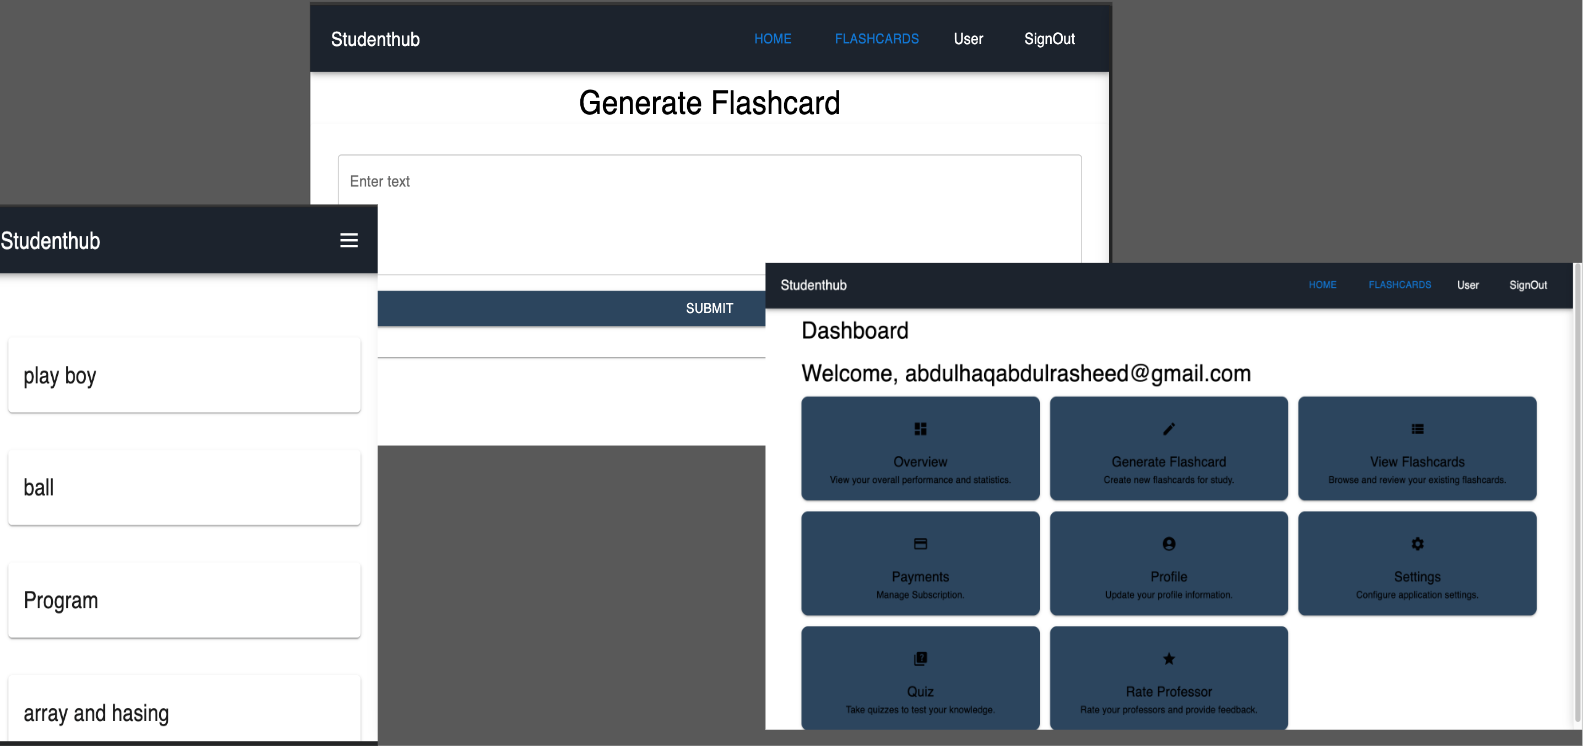 Studenthub HOME FLASHCARDS User SignOut
Generate Flashcard
Enter text
SUBMIT
Studenthub
play boy
ball
Program
array and hasing
Studenthub HOME FLASHCARDS User SignOut
Dashboard
Welcome, abdulhaqabdulrasheed@gmail.com
Overview
View your overall performance and statistics.
Generate Flashcard
Create new flashcards for study.
View Flashcards
Browse and review your existing flashcards.
Payments
Manage Subscription.
Profile
Update your profile information.
Settings
Configure application settings.
Quiz
Take quizzes to test your knowledge.
Rate Professor
Rate your professors and provide feedback.